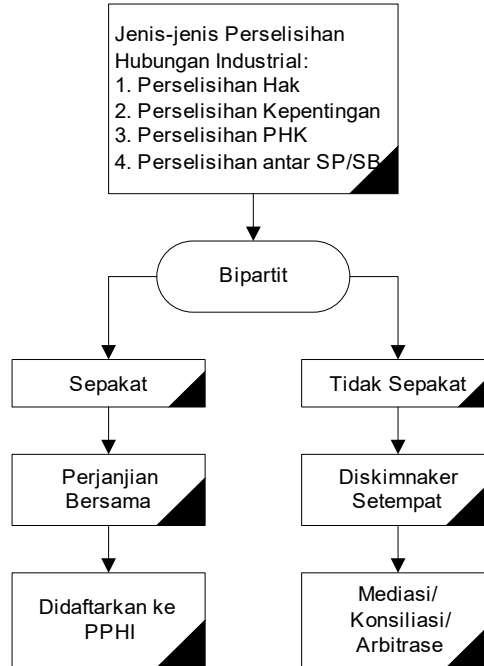 Jenis-jenis Perselisihan
Hubungan Industrial:
1. Perselisihan Hak
2. Perselisihan Kepentingan
3. Perselisihan PHK
4. Perselisihan antar SP/SB
Bipartit
Sepakat
Tidak Sepakat
Perjanjian
Bersama
Diskimnaker
Setempat
Didaftarkan ke
PPHI
Mediasi/
Konsiliasi/
Arbitrase